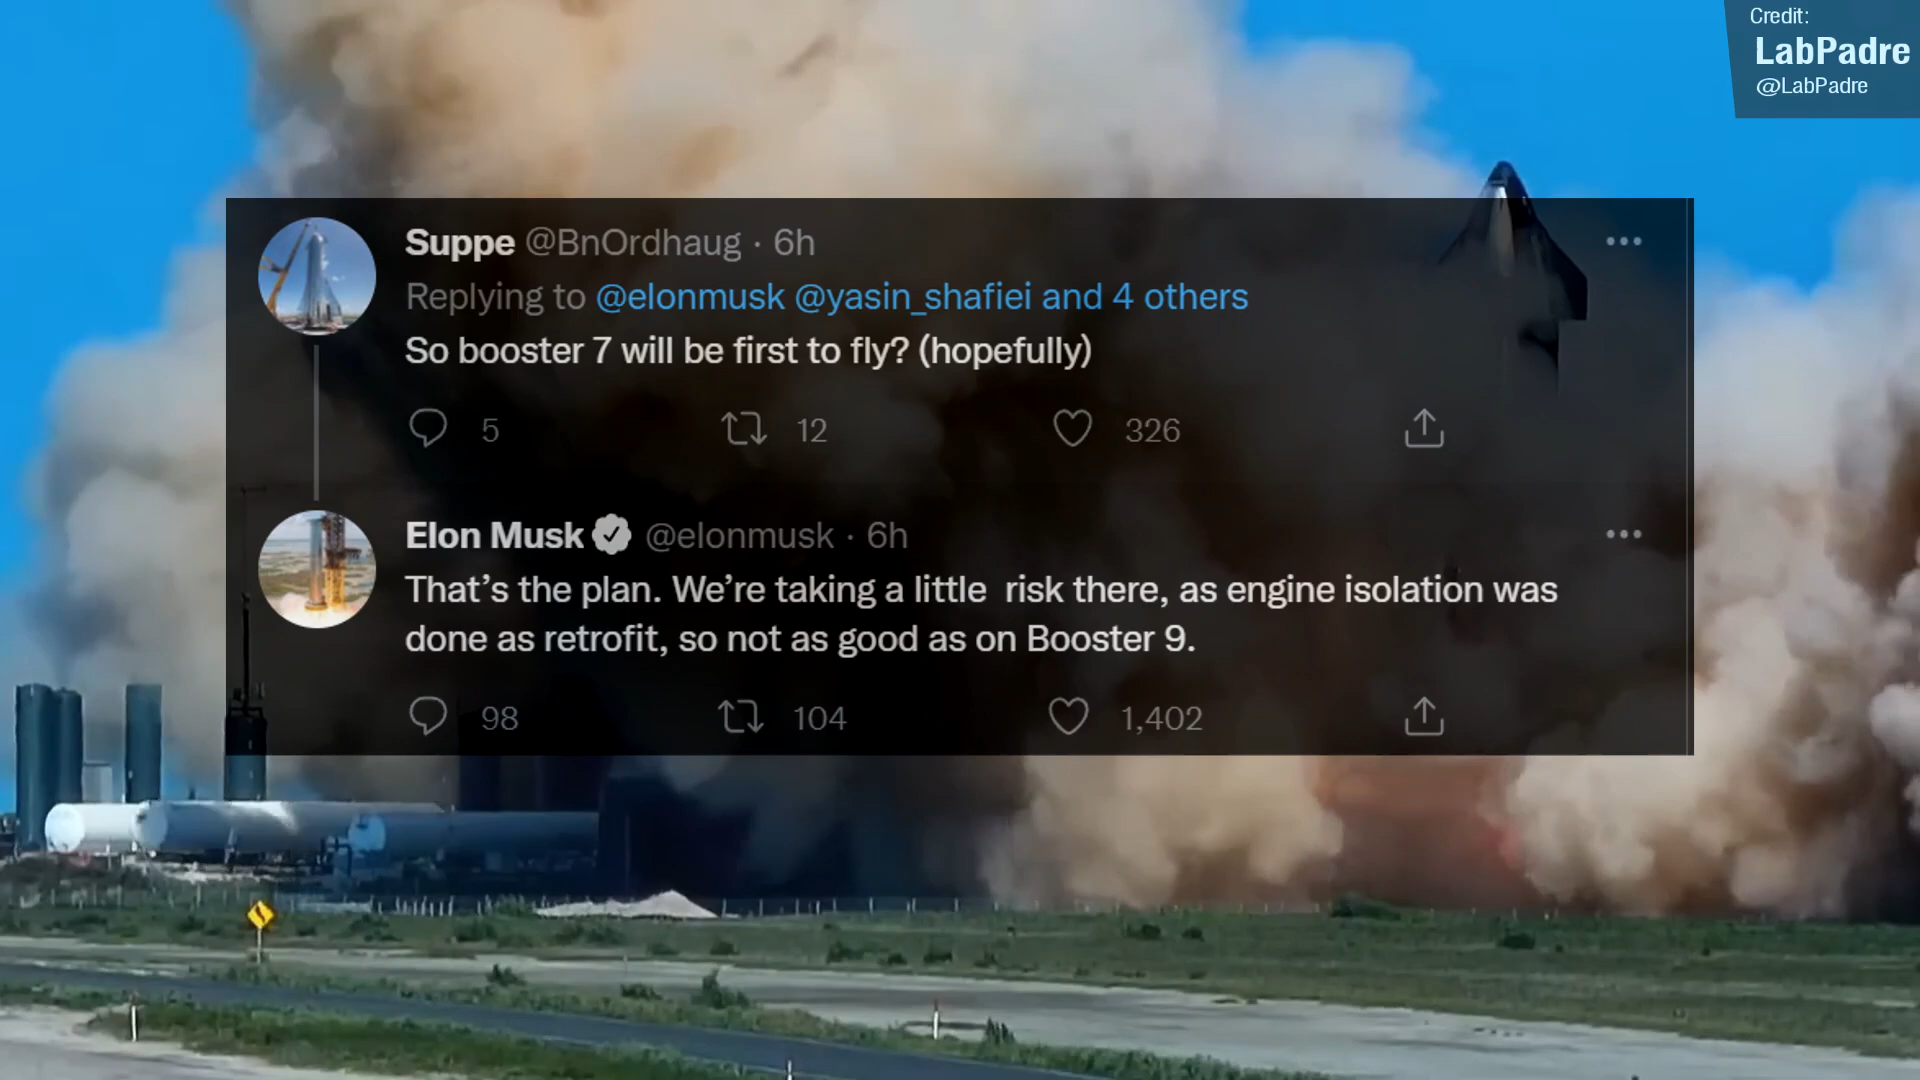 Credit:
LabPadre
@LabPadre
Suppe @BnOrdhaug · 6h
Replying to @elonmusk @yasin_shafiei and 4 others
So booster 7 will be first to fly? (hopefully)
5 12 326
Elon Musk @elonmusk · 6h
That’s the plan. We’re taking a little  risk there, as engine isolation was
done as retrofit, so not as good as on Booster 9.
98 104 1,402